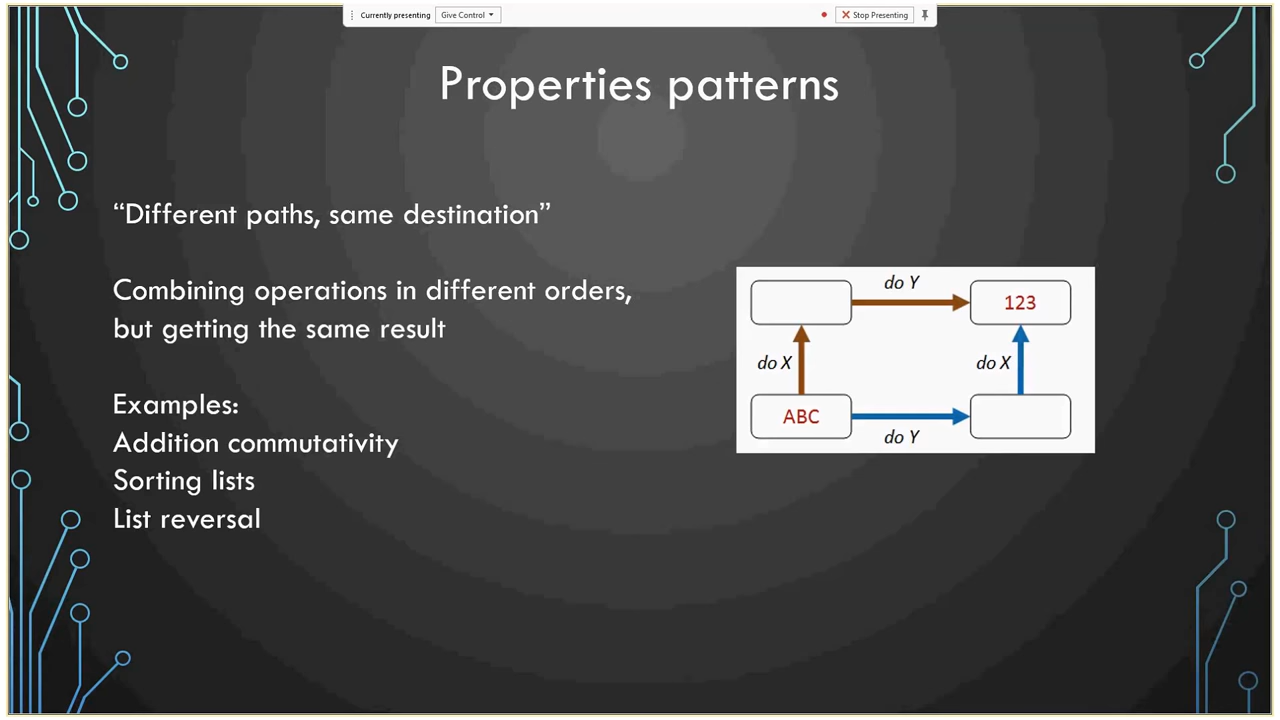 Currently presenting Give Control Stop Presenting
Properties patterns
“Different paths, same destination”
Combining operations in different orders,
but getting the same result
Examples:
Addition commutativity
Sorting lists
List reversal
do Y
123
do X do X
ABC
do Y